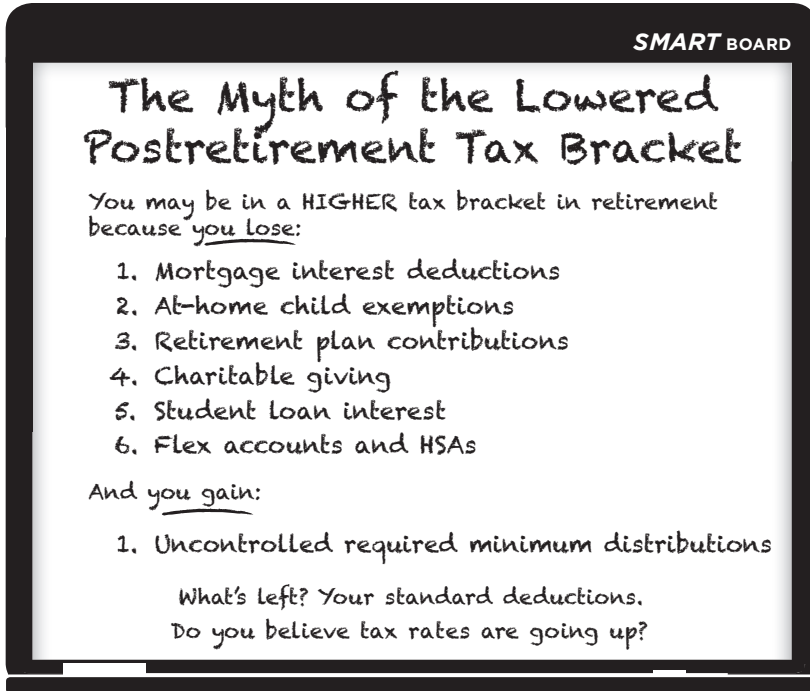 SMART BOARD
The Myth of the Lowered
Postretirement Tax Bracket
You may be in a HIGHER tax bracket in retirement
because you lose:
1. Mortgage interest deductions
2. At-home child exemptions
3. Retirement plan contributions
4. Charitable giving
5. Student loan interest
6. Flex accounts and HSAs
And you gain:
1. Uncontrolled required minimum distributions
What's left? Your standard deductions.
Do you believe tax rates are going up?